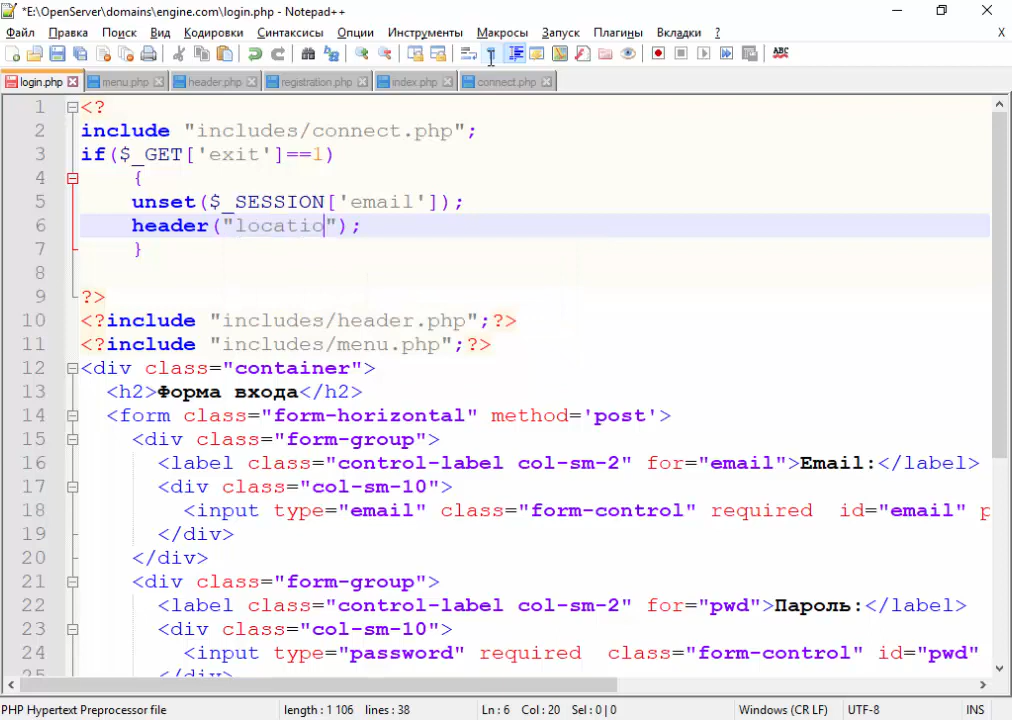 *E:\OpenServer\domains\engine.com\login.php - Notepad++
Файл Правка Поиск Вид Кодировки Синтаксисы Опции Инструменты Макросы Запуск Плагины Вкладки ? X
ABC
login.php menu.php header.php registration.php index.php connect.php
1 <?
2 include "includes/connect.php";
3 if($_GET['exit']==1)
4 {
5 unset($_SESSION['email']);
6 header("locatio");
7 }
8
9 ?>
10 <?include "includes/header.php";?>
11 <?include "includes/menu.php";?>
12 <div class="container">
13 <h2>Форма входа</h2>
14 <form class="form-horizontal" method='post'>
15 <div class="form-group">
16 <label class="control-label col-sm-2" for="email">Email:</label>
17 <div class="col-sm-10">
18 <input type="email" class="form-control" required id="email" p
19 </div>
20 </div>
21 <div class="form-group">
22 <label class="control-label col-sm-2" for="pwd">Пароль:</label>
23 <div class="col-sm-10">
24 <input type="password" required class="form-control" id="pwd"
25 </div>
PHP Hypertext Preprocessor file length : 1 106 lines : 38 Ln : 6 Col : 20 Sel : 0 | 0 Windows (CR LF) UTF-8 INS